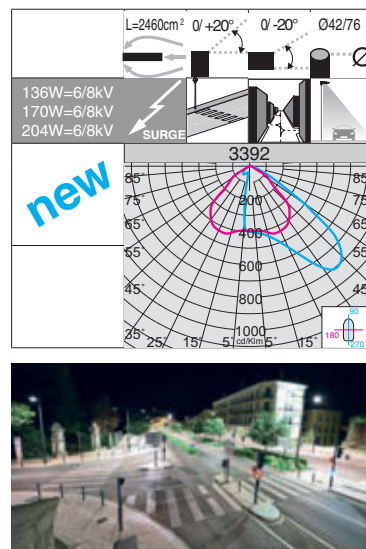 L=2460cm²
0/ +20°
0/ -20°
Ø42/76
Ø
136W=6/8kV
170W=6/8kV
204W=6/8kV
SURGE
new
3392
85° 85
75° 75
65° 200 65
55° 400 55
45° 600 45
800
35° 1000 35
25° 15° 5° cd/Klm 5° 15° 25
90
180
270